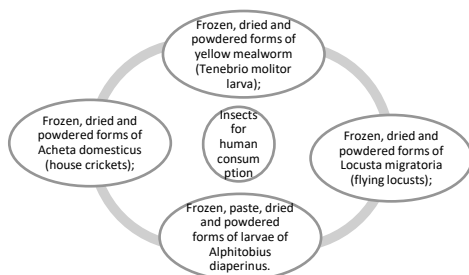 Frozen, dried and
powdered forms of
yellow mealworm
(Tenebrio molitor
larva);
Frozen, dried and
powdered forms of
Acheta domesticus
(house crickets);
Insects
for
human
consum
ption
Frozen, dried and
powdered forms of
Locusta migratoria
(flying locusts);
Frozen, paste, dried
and powdered
forms of larvae of
Alphitobius
diaperinus.